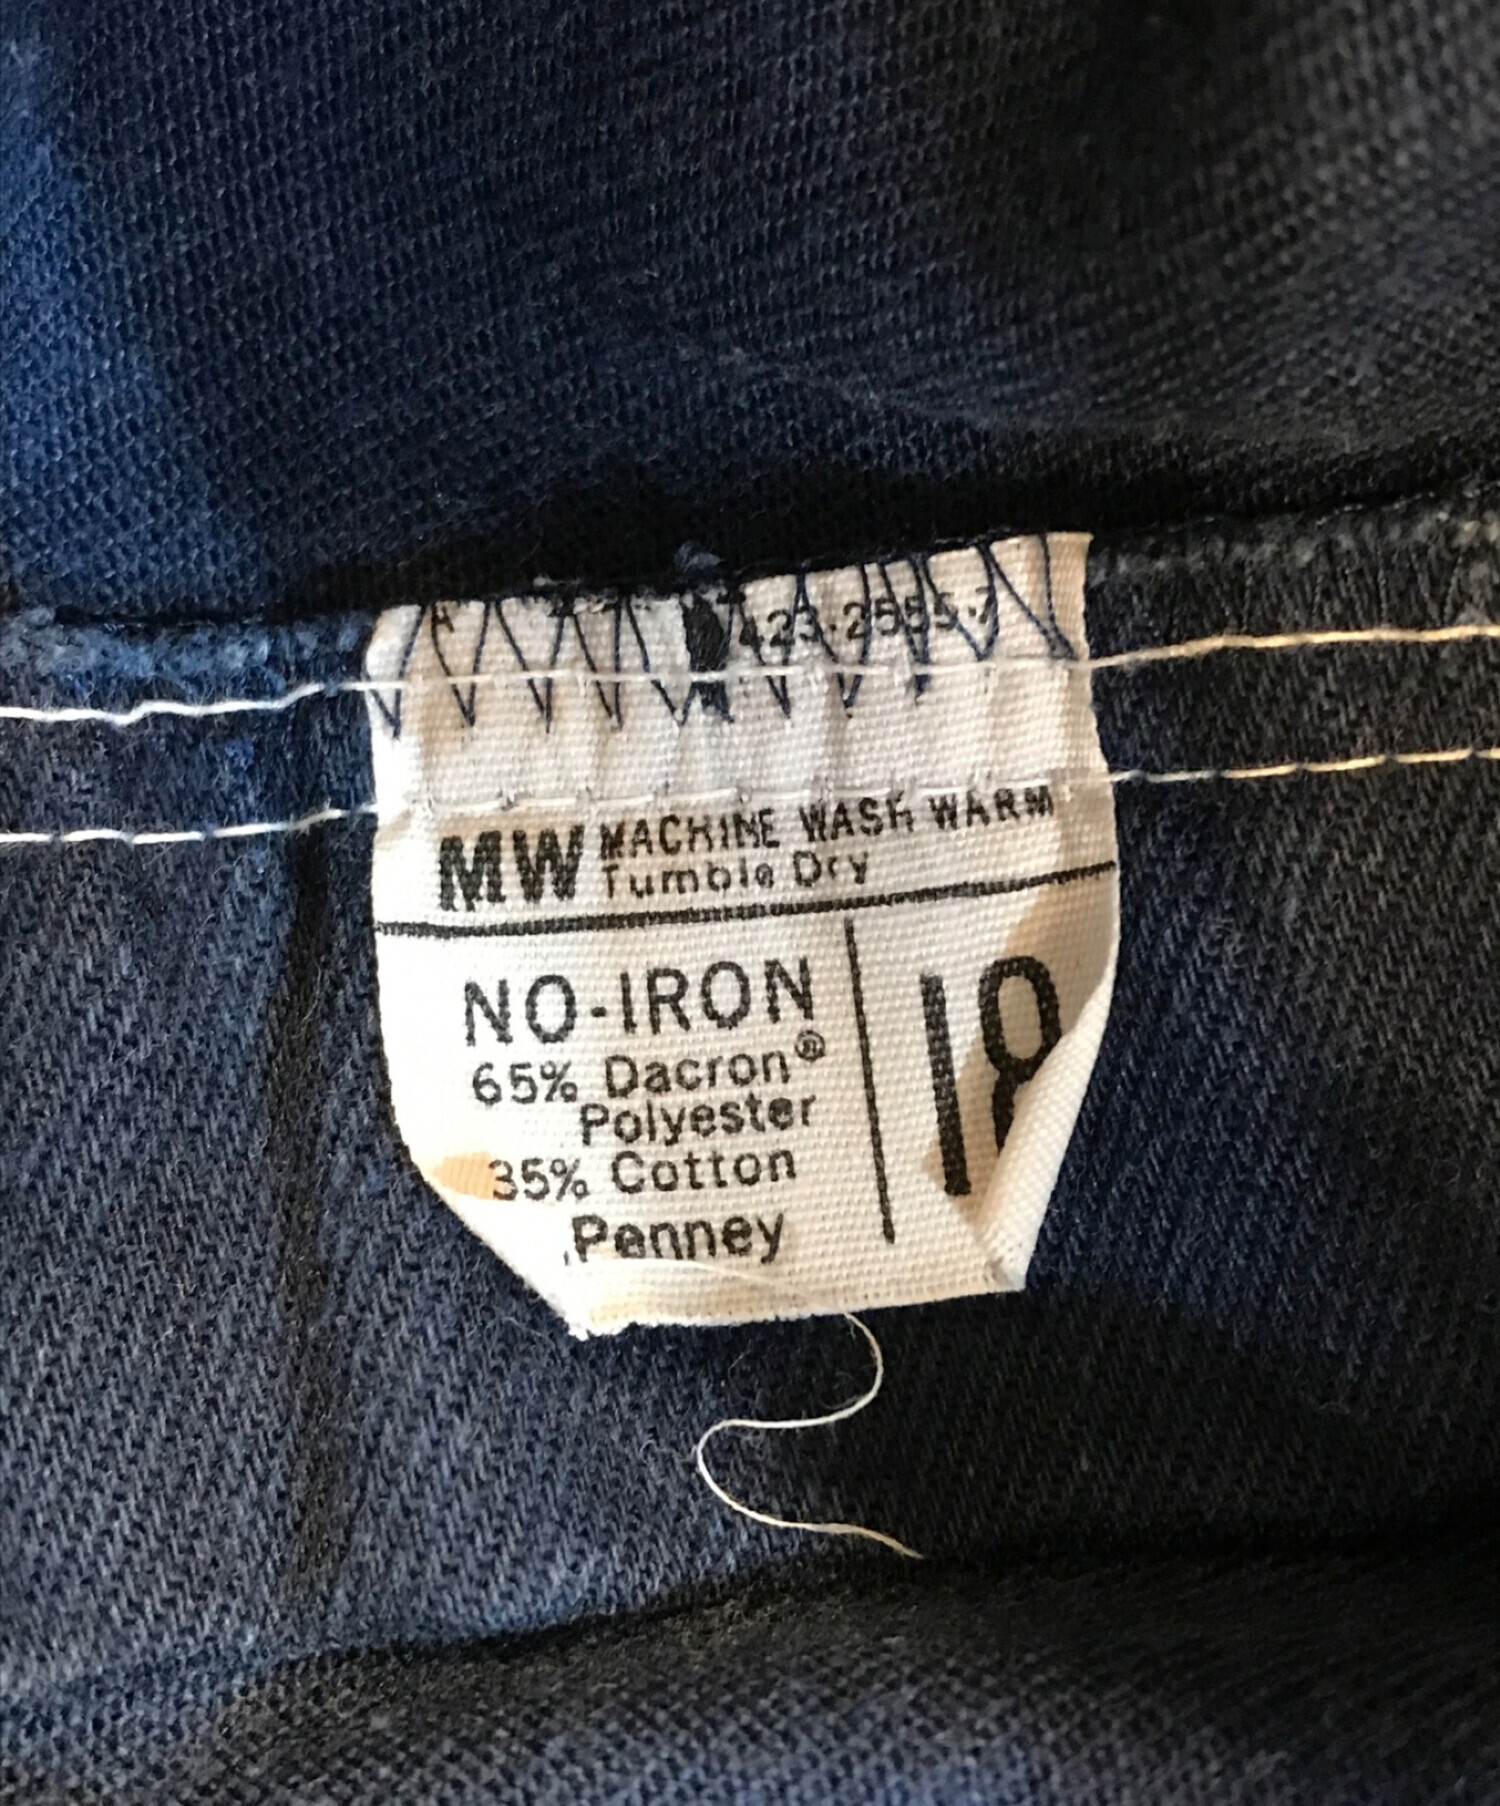 A 423-2555-7
MW MACHINE WASH WARM
Tumble Dry
NO-IRON
65% Dacron®
Polyester
35% Cotton
Penney
18